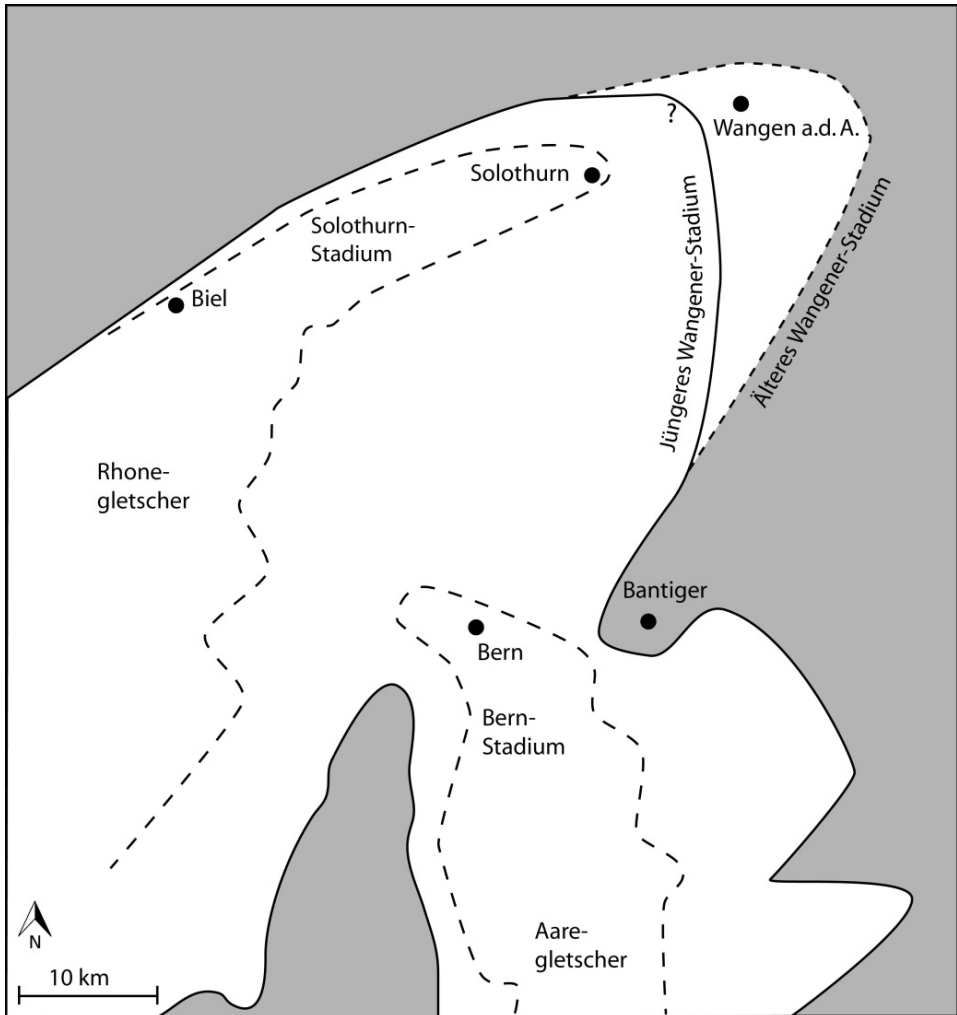 Wangen a.d.A.
?
Solothurn
Solothurn-
Stadium
Biel
Jüngeres Wangener-Stadium
Älteres Wangener-Stadium
Rhone-
gletscher
Bantiger
Bern
Bern-
Stadium
Aare-
gletscher
N
10 km